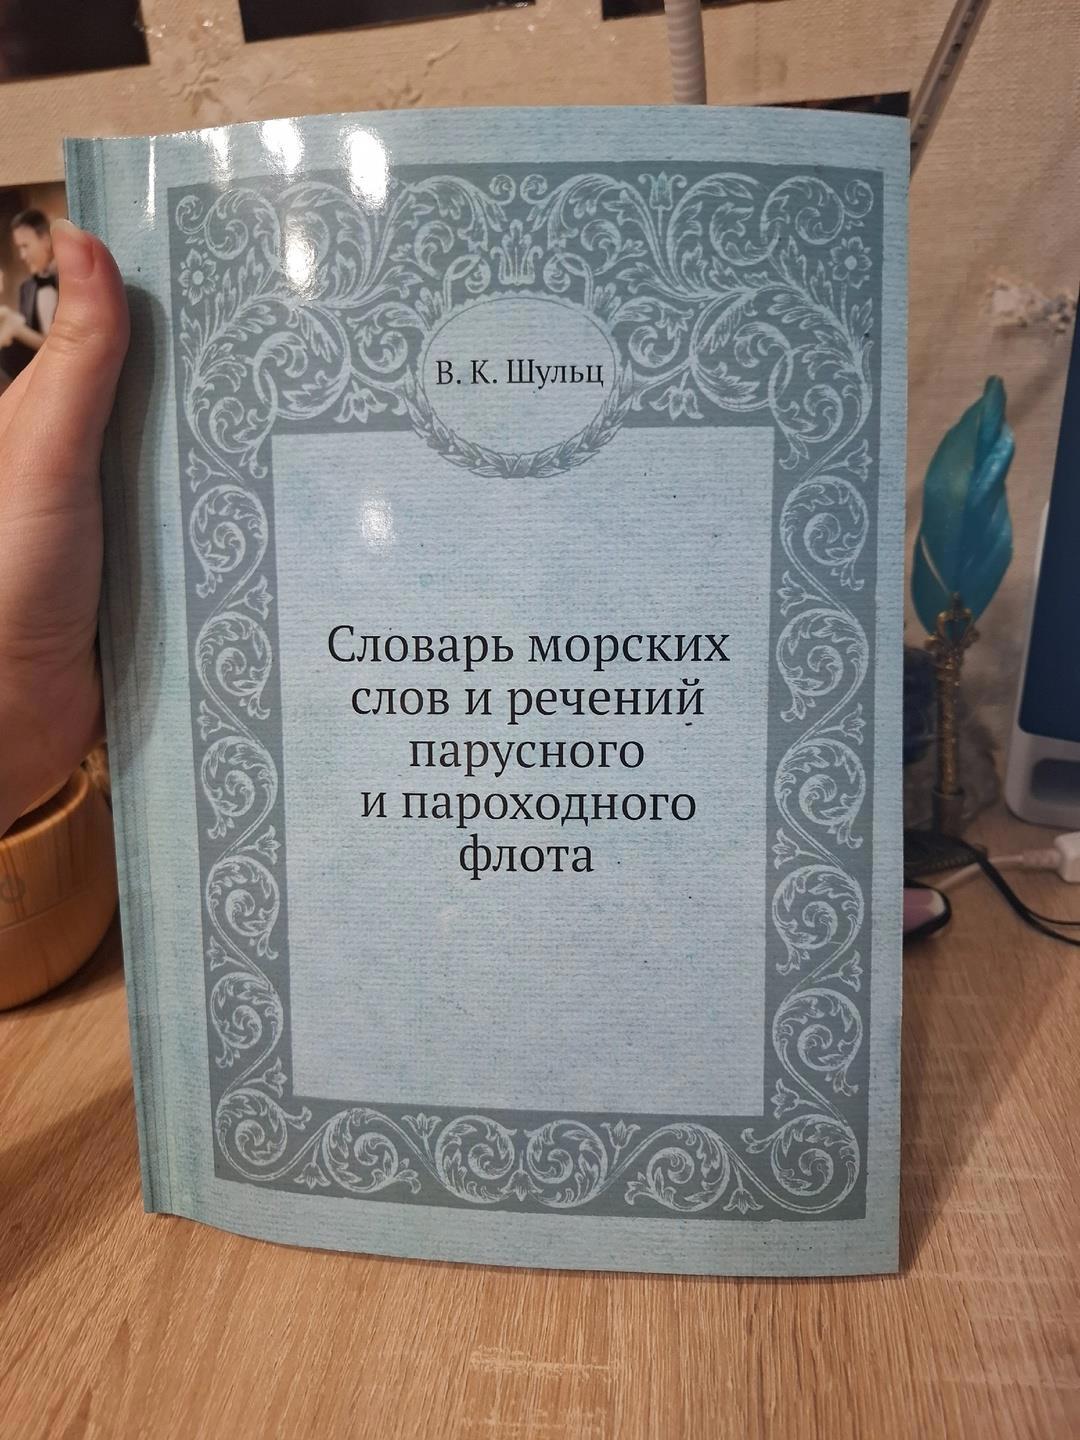 В. К. Шульц
Словарь морских
слов и речений
парусного
и пароходного
флота